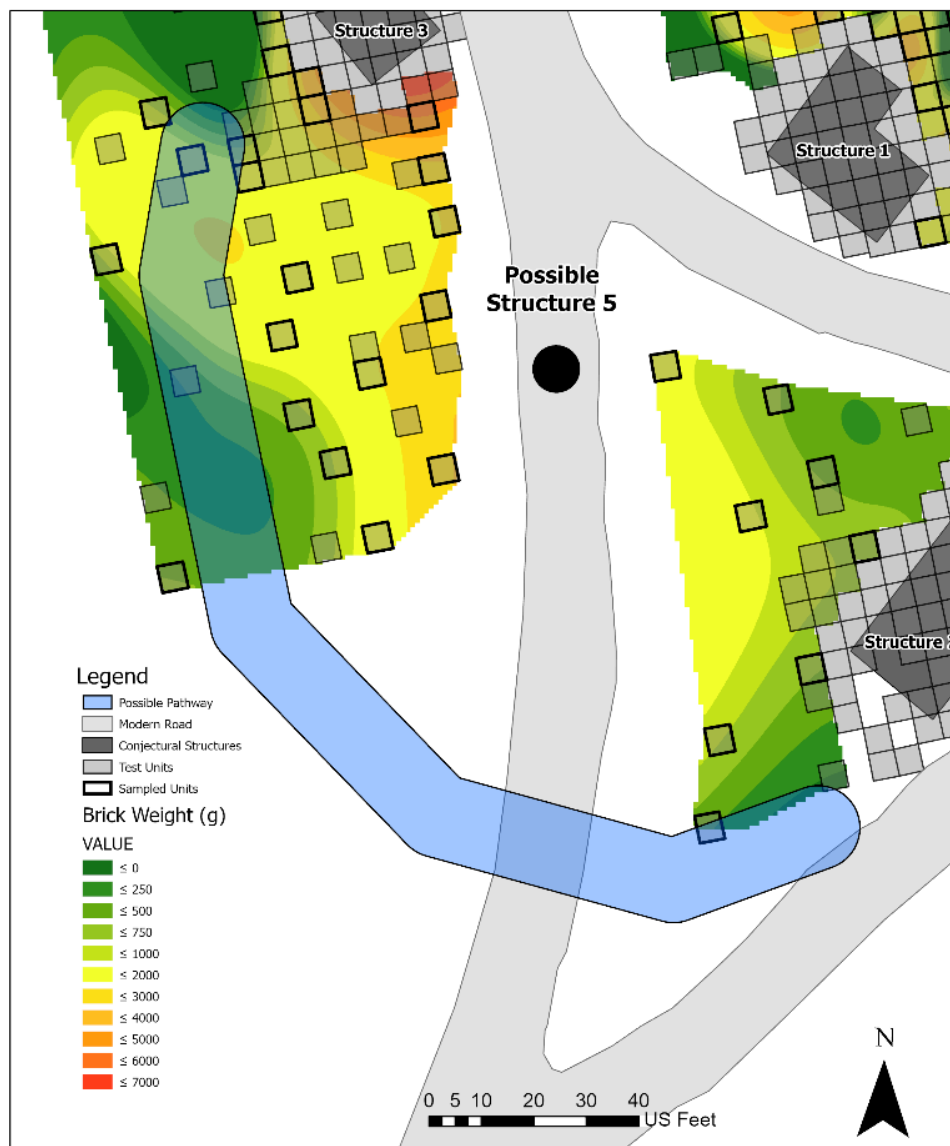 Structure 3
Structure 1
Possible
Structure 5
Structure
Legend
Possible Pathway
Modern Road
Conjectural Structures
Test Units
Sampled Units
Brick Weight (g)
VALUE
≤ 0
≤ 250
≤ 500
≤ 750
≤ 1000
≤ 2000
≤ 3000
≤ 4000
≤ 5000
≤ 6000
≤ 7000
N
0 5 10 20 30 40
US Feet